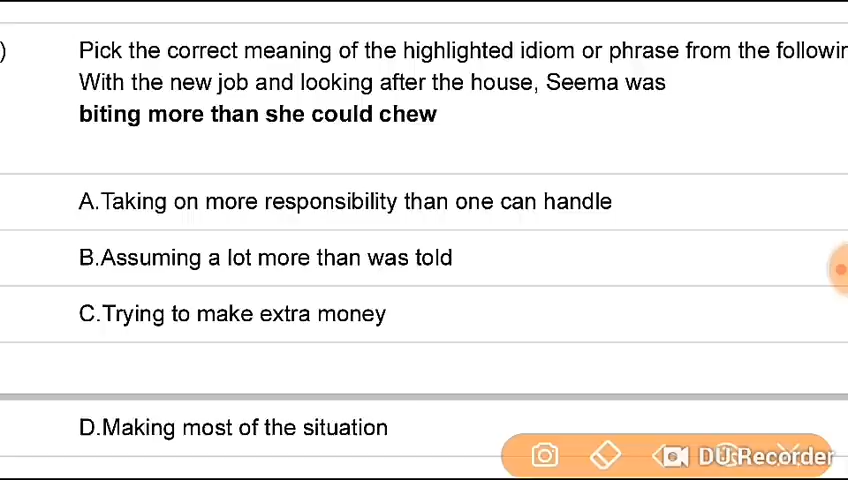 )
Pick the correct meaning of the highlighted idiom or phrase from the
With the new job and looking after the house, Seema was
biting more than she could chew
A.Taking on more responsibility than one can handle
B.Assuming a lot more than was told
C.Trying to make extra money
D.Making most of the situation
DU Recorder